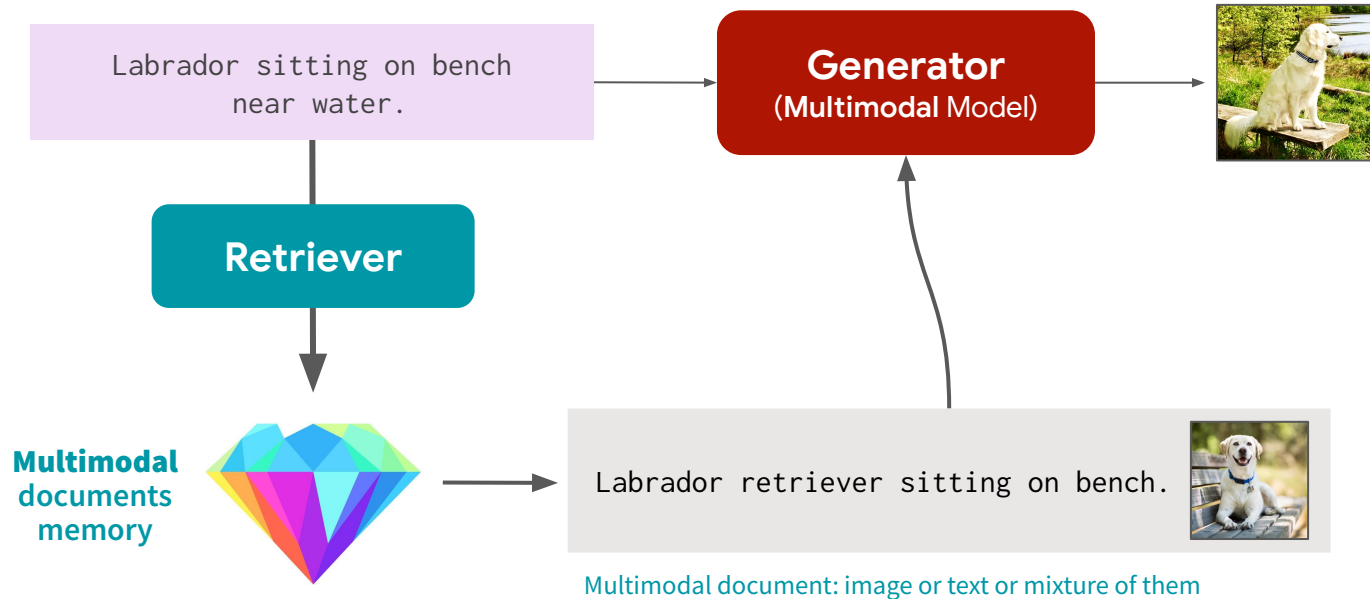 Labrador sitting on bench
near water.
Generator
(Multimodal Model)
Retriever
Multimodal
documents
memory
Labrador retriever sitting on bench.
Multimodal document: image or text or mixture of them